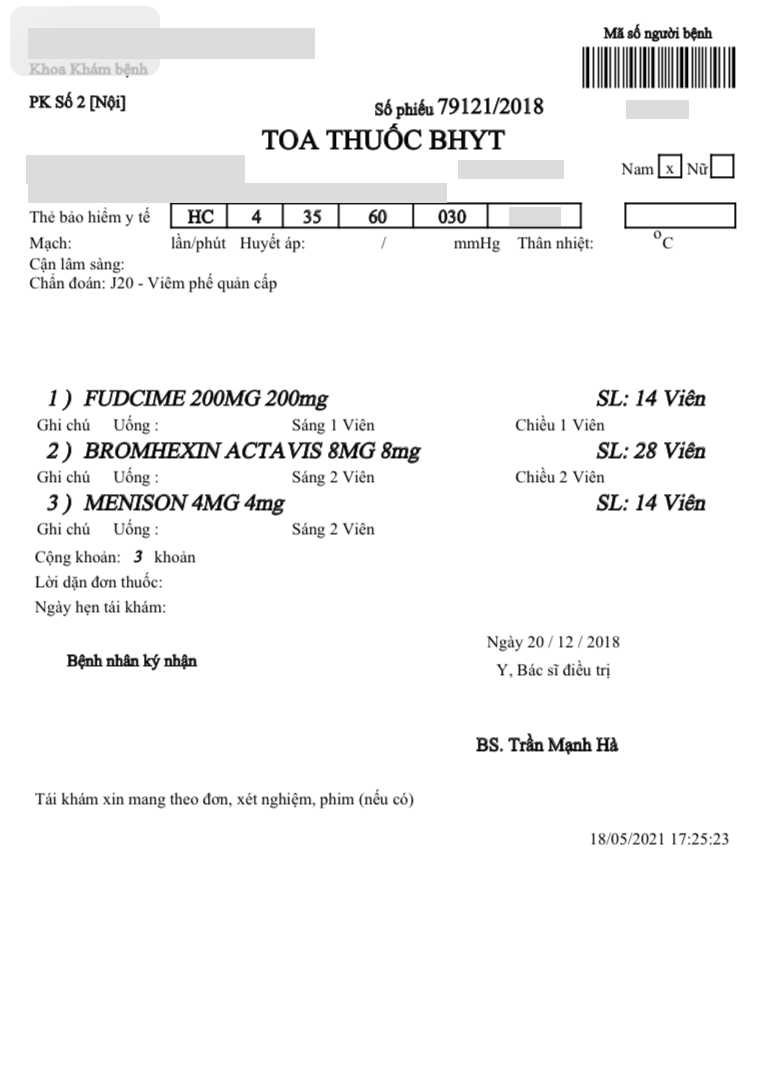 Mã số người bệnh
Khoa Khám bệnh
PK Số 2 [Nội]
Số phiếu 79121/2018
TOA THUỐC BHYT
Nam x Nữ
Thẻ bảo hiểm y tế HC 4 35 60 030
Mạch: lần/phút Huyết áp: / mmHg Thân nhiệt: oC
Cận lâm sàng:
Chẩn đoán: J20 - Viêm phế quản cấp
1 ) FUDCIME 200MG 200mg SL: 14 Viên
Ghi chú Uống : Sáng 1 Viên Chiều 1 Viên
2 ) BROMHEXIN ACTAVIS 8MG 8mg SL: 28 Viên
Ghi chú Uống : Sáng 2 Viên Chiều 2 Viên
3 ) MENISON 4MG 4mg SL: 14 Viên
Ghi chú Uống : Sáng 2 Viên
Cộng khoản: 3 khoản
Lời dặn đơn thuốc:
Ngày hẹn tái khám:
Ngày 20 / 12 / 2018
Bệnh nhân ký nhận
Y, Bác sĩ điều trị
BS. Trần Mạnh Hà
Tái khám xin mang theo đơn, xét nghiệm, phim (nếu có)
18/05/2021 17:25:23